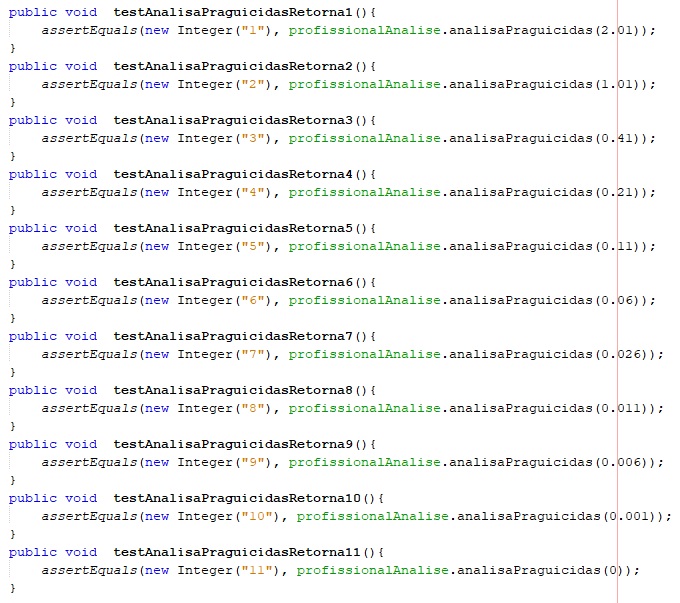 public void  testAnalisaPraguicidasRetorna1(){
    assertEquals(new Integer("1"), profissionalAnalise.analisaPraguicidas(2.01));
}
public void  testAnalisaPraguicidasRetorna2(){
    assertEquals(new Integer("2"), profissionalAnalise.analisaPraguicidas(1.01));
}
public void  testAnalisaPraguicidasRetorna3(){
    assertEquals(new Integer("3"), profissionalAnalise.analisaPraguicidas(0.41));
}
public void  testAnalisaPraguicidasRetorna4(){
    assertEquals(new Integer("4"), profissionalAnalise.analisaPraguicidas(0.21));
}
public void  testAnalisaPraguicidasRetorna5(){
    assertEquals(new Integer("5"), profissionalAnalise.analisaPraguicidas(0.11));
}
public void  testAnalisaPraguicidasRetorna6(){
    assertEquals(new Integer("6"), profissionalAnalise.analisaPraguicidas(0.06));
}
public void  testAnalisaPraguicidasRetorna7(){
    assertEquals(new Integer("7"), profissionalAnalise.analisaPraguicidas(0.026));
}
public void  testAnalisaPraguicidasRetorna8(){
    assertEquals(new Integer("8"), profissionalAnalise.analisaPraguicidas(0.011));
}
public void  testAnalisaPraguicidasRetorna9(){
    assertEquals(new Integer("9"), profissionalAnalise.analisaPraguicidas(0.006));
}
public void  testAnalisaPraguicidasRetorna10(){
    assertEquals(new Integer("10"), profissionalAnalise.analisaPraguicidas(0.001));
}
public void  testAnalisaPraguicidasRetorna11(){
    assertEquals(new Integer("11"), profissionalAnalise.analisaPraguicidas(0));
}